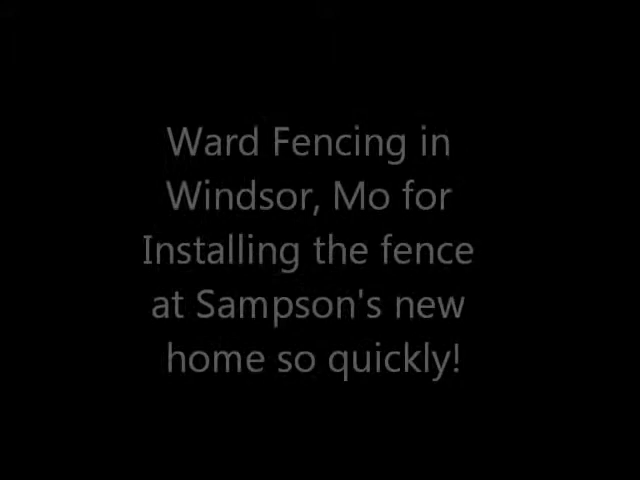 Ward Fencing in
Windsor, Mo for
Installing the fence
at Sampson's new
home so quickly!